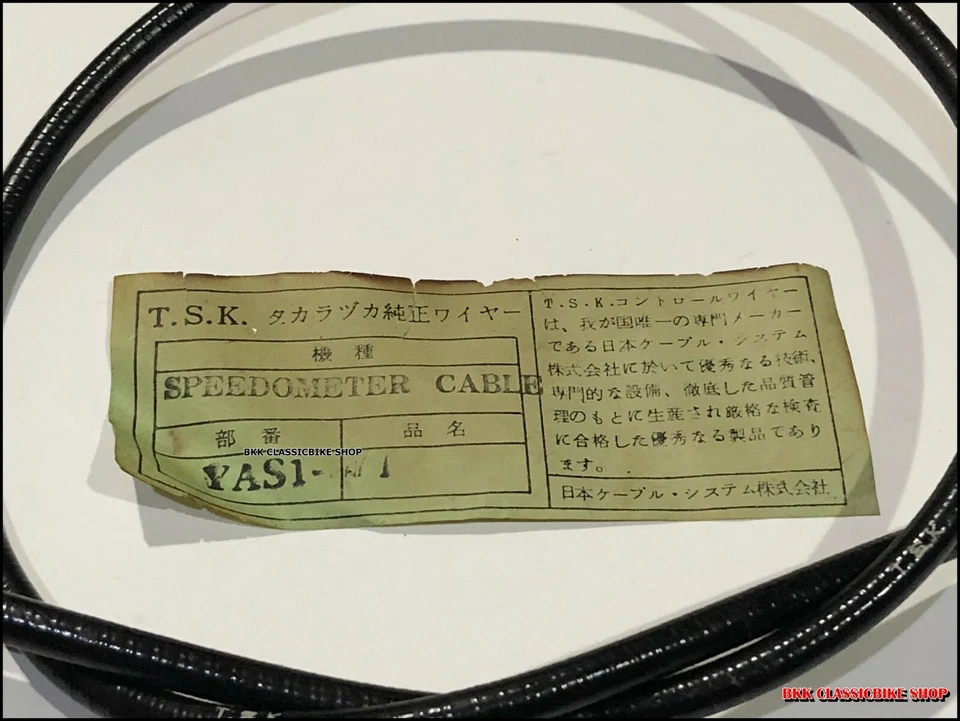 T.S.K. タカラヅカ純正ワイヤー
機種
SPEEDOMETER CABLE
部番
品名
YAS1-
T.S.K.コントロールワイヤー
は、我が国唯一の専門メーカー
である日本ケーブル・システム
株式会社に於いて優秀なる技術、
専門的な設備、徹底した品質管
理のもとに生産され厳格な検査
に合格した優秀なる製品であり
ます。
日本ケーブル・システム株式会社
BKK CLASSICBIKE SHOP
TSK
T.S.K
BKK CLASSICBIKE SHOP